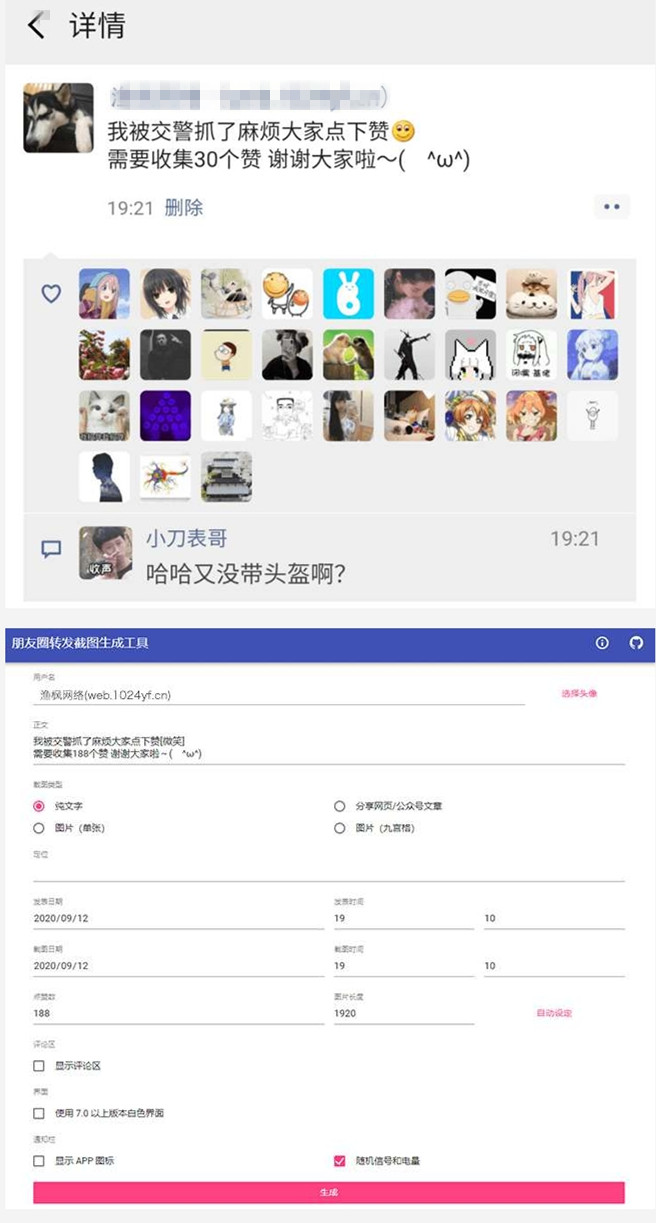 详情
我被交警抓了麻烦大家点下赞
需要收集30个赞 谢谢大家啦~( ^ω^)
19:21 删除
小刀表哥 19:21
收声
哈哈又没带头盔啊?
朋友圈转发截图生成工具
用户名
渔枫网络(web.1024yf.cn)
选择头像
正文
我被交警抓了麻烦大家点下赞[微笑]
需要收集188个赞 谢谢大家啦~( ^ω^)
截图类型
纯文字 分享网页/公众号文章
图片 (单张) 图片 (九宫格)
定位
发表日期 发表时间
2020/09/12 19 10
截图日期 截图时间
2020/09/12 19 10
点赞数 图片长度
188 1920 自动设定
评论区
显示评论区
界面
使用 7.0 以上版本白色界面
通知栏
显示 APP 图标 随机信号和电量
生成